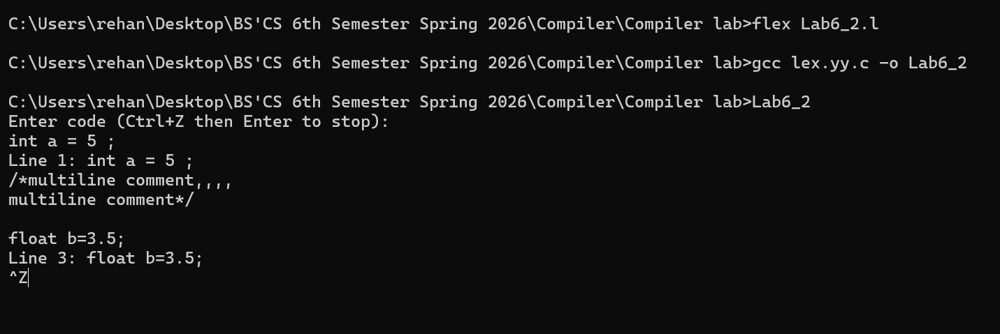 C:\Users\rehan\Desktop\BS'CS 6th Semester Spring 2026\Compiler\Compiler lab>flex Lab6_2.l
C:\Users\rehan\Desktop\BS'CS 6th Semester Spring 2026\Compiler\Compiler lab>gcc lex.yy.c -o Lab6_2
C:\Users\rehan\Desktop\BS'CS 6th Semester Spring 2026\Compiler\Compiler lab>Lab6_2
Enter code (Ctrl+Z then Enter to stop):
int a = 5 ;
Line 1: int a = 5 ;
/*multiline comment,,,,
multiline comment*/
float b=3.5;
Line 3: float b=3.5;
^Z